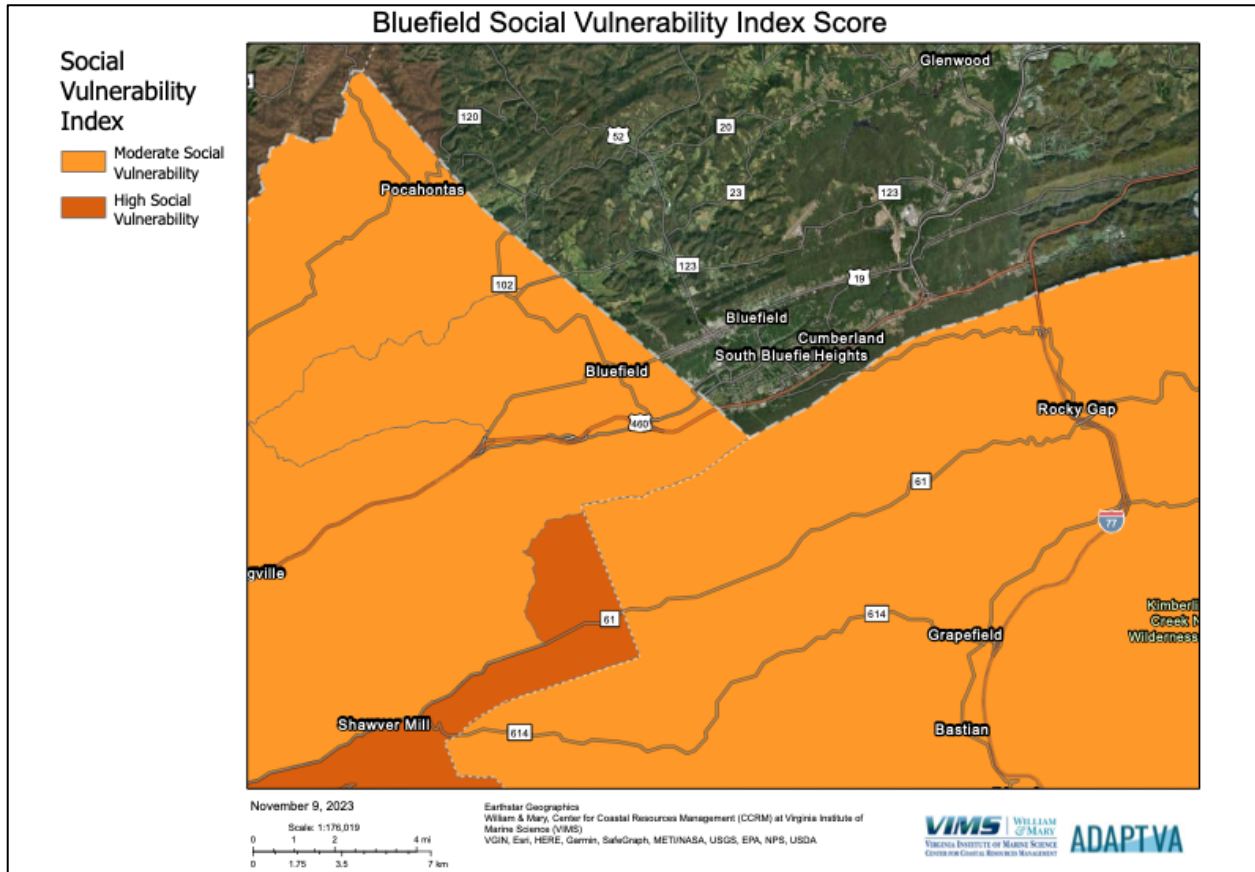 Bluefield Social Vulnerability Index Score
Social
Vulnerability
Index
Moderate Social
Vulnerability
High Social
Vulnerability
Glenwood
120
52
20
Pocahontas
23
123
102
123
19
Bluefield
Cumberland
South Bluefiel
Heights
Bluefield
460
Rocky Gap
61
77
gville
61
614
Kimberli
Creek N
Wilderness
Grapefield
Shawver Mill
614
Bastian
November 9, 2023
Scale: 1:176,019
0 1 2 4 mi
0 1.75 3.5 7 km
Earthstar Geographics
William & Mary, Center for Coastal Resources Management (CCRM) at Virginia Institute of
Marine Science (VIMS)
VGIN, Esri, HERE, Garmin, SafeGraph, METI/NASA, USGS, EPA, NPS, USDA
VIMS
WILLIAM
& MARY
VIRGINIA INSTITUTE OF MARINE SCIENCE
CENTER FOR COASTAL RESOURCES MANAGEMENT
ADAPTVA